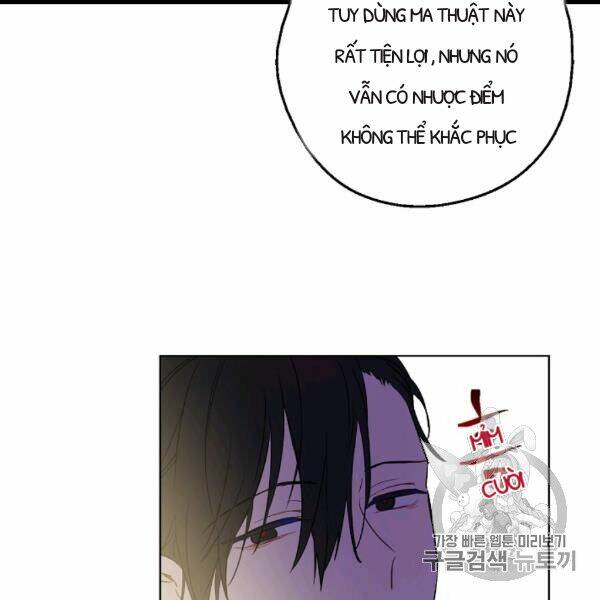 TUY DÙNG MA THUẬT NÀY
RẤT TIỆN LỢI, NHƯNG NÓ
VẪN CÓ NHƯỢC ĐIỂM
KHÔNG THỂ KHẮC PHỤC
MỈM
CƯỜI
가장 빠른 웹툰 미리보기
구글검색 뉴토끼